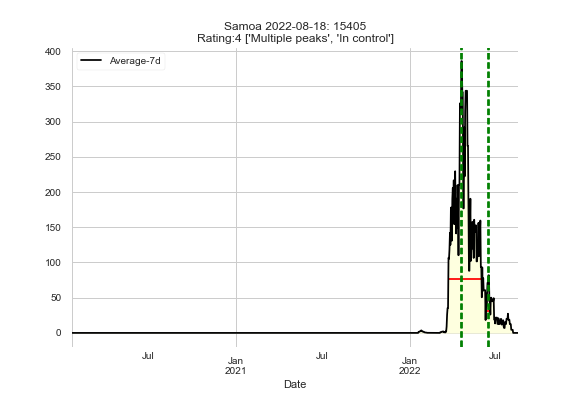 Samoa 2022-08-18: 15405
Rating:4 ['Multiple peaks', 'In control']
Average-7d
400
350
300
250
200
150
100
50
0
Jul
Jan
2021
Jul
Jan
2022
Jul
Date